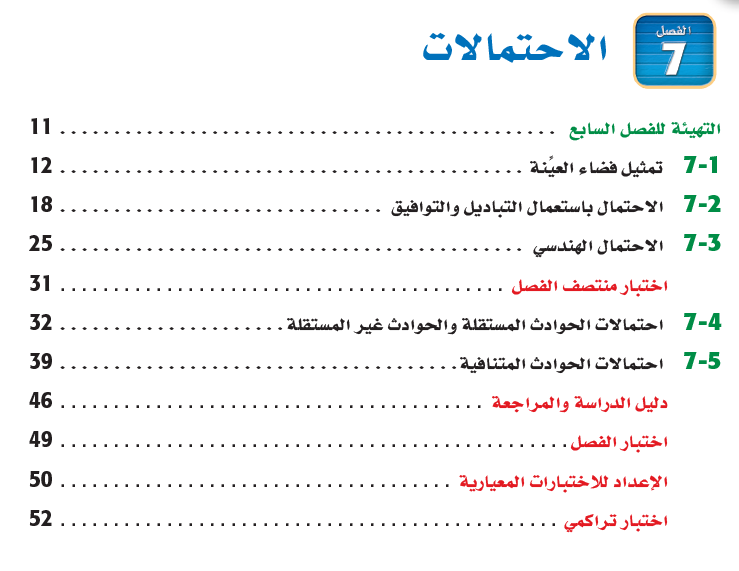 الفصل 7 الاحتمالات
التهيئة للفصل السابع . . . . . . . . . . . . . . . . . . . . . . . . . . . . . . . . . . . . . . . . . . . . . . 11
7-1 تمثيل فضاء العيِّنة . . . . . . . . . . . . . . . . . . . . . . . . . . . . . . . . . . . . . . . . . . . 12
7-2 الاحتمال باستعمال التباديل والتوافيق . . . . . . . . . . . . . . . . . . . . . . . . . . . . . . 18
7-3 الاحتمال الهندسي . . . . . . . . . . . . . . . . . . . . . . . . . . . . . . . . . . . . . . . . . . . 25
اختبار منتصف الفصل . . . . . . . . . . . . . . . . . . . . . . . . . . . . . . . . . . . . . . . . . 31
7-4 احتمالات الحوادث المستقلة والحوادث غير المستقلة . . . . . . . . . . . . . . . . . . . . . 32
7-5 احتمالات الحوادث المتنافية . . . . . . . . . . . . . . . . . . . . . . . . . . . . . . . . . . . . . 39
دليل الدراسة والمراجعة . . . . . . . . . . . . . . . . . . . . . . . . . . . . . . . . . . . . . . . 46
اختبار الفصل . . . . . . . . . . . . . . . . . . . . . . . . . . . . . . . . . . . . . . . . . . . . . . . 49
الإعداد للاختبارات المعيارية . . . . . . . . . . . . . . . . . . . . . . . . . . . . . . . . . . . . 50
اختبار تراكمي . . . . . . . . . . . . . . . . . . . . . . . . . . . . . . . . . . . . . . . . . . . . . . 52